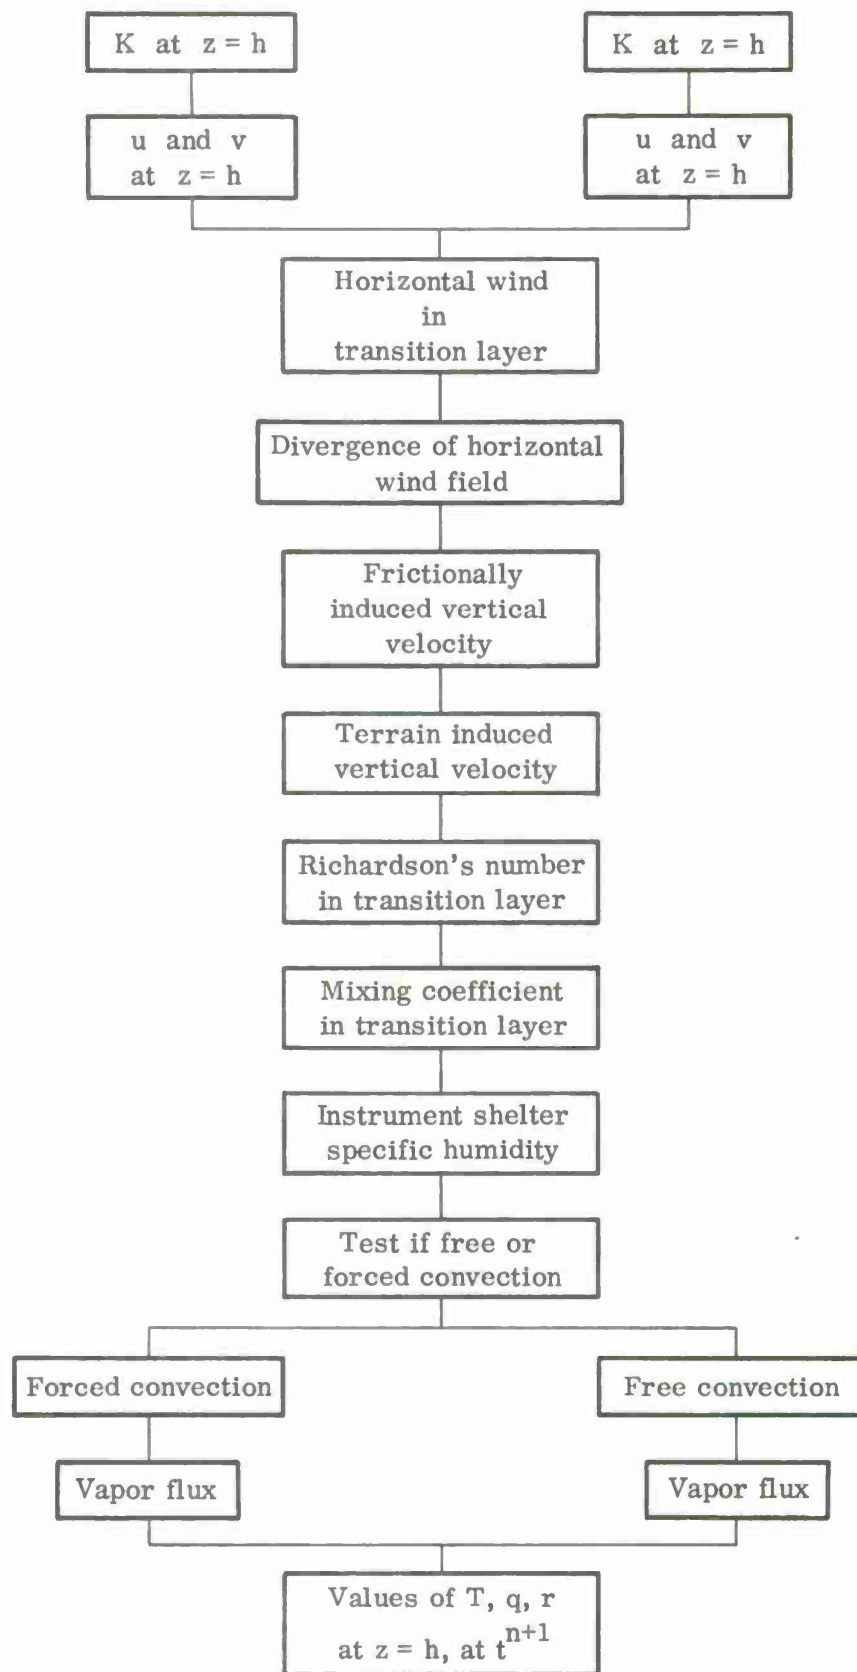 K at z = h
K at z = h
u and v
at z = h
u and v
at z = h
Horizontal wind
in
transition layer
Divergence of horizontal
wind field
Frictionally
induced vertical
velocity
Terrain induced
vertical velocity
Richardson's number
in transition layer
Mixing coefficient
in transition layer
Instrument shelter
specific humidity
Test if free or
forced convection
Forced convection
Free convection
Vapor flux
Vapor flux
Values of T, q, r
at z = h, at t^{n+1}